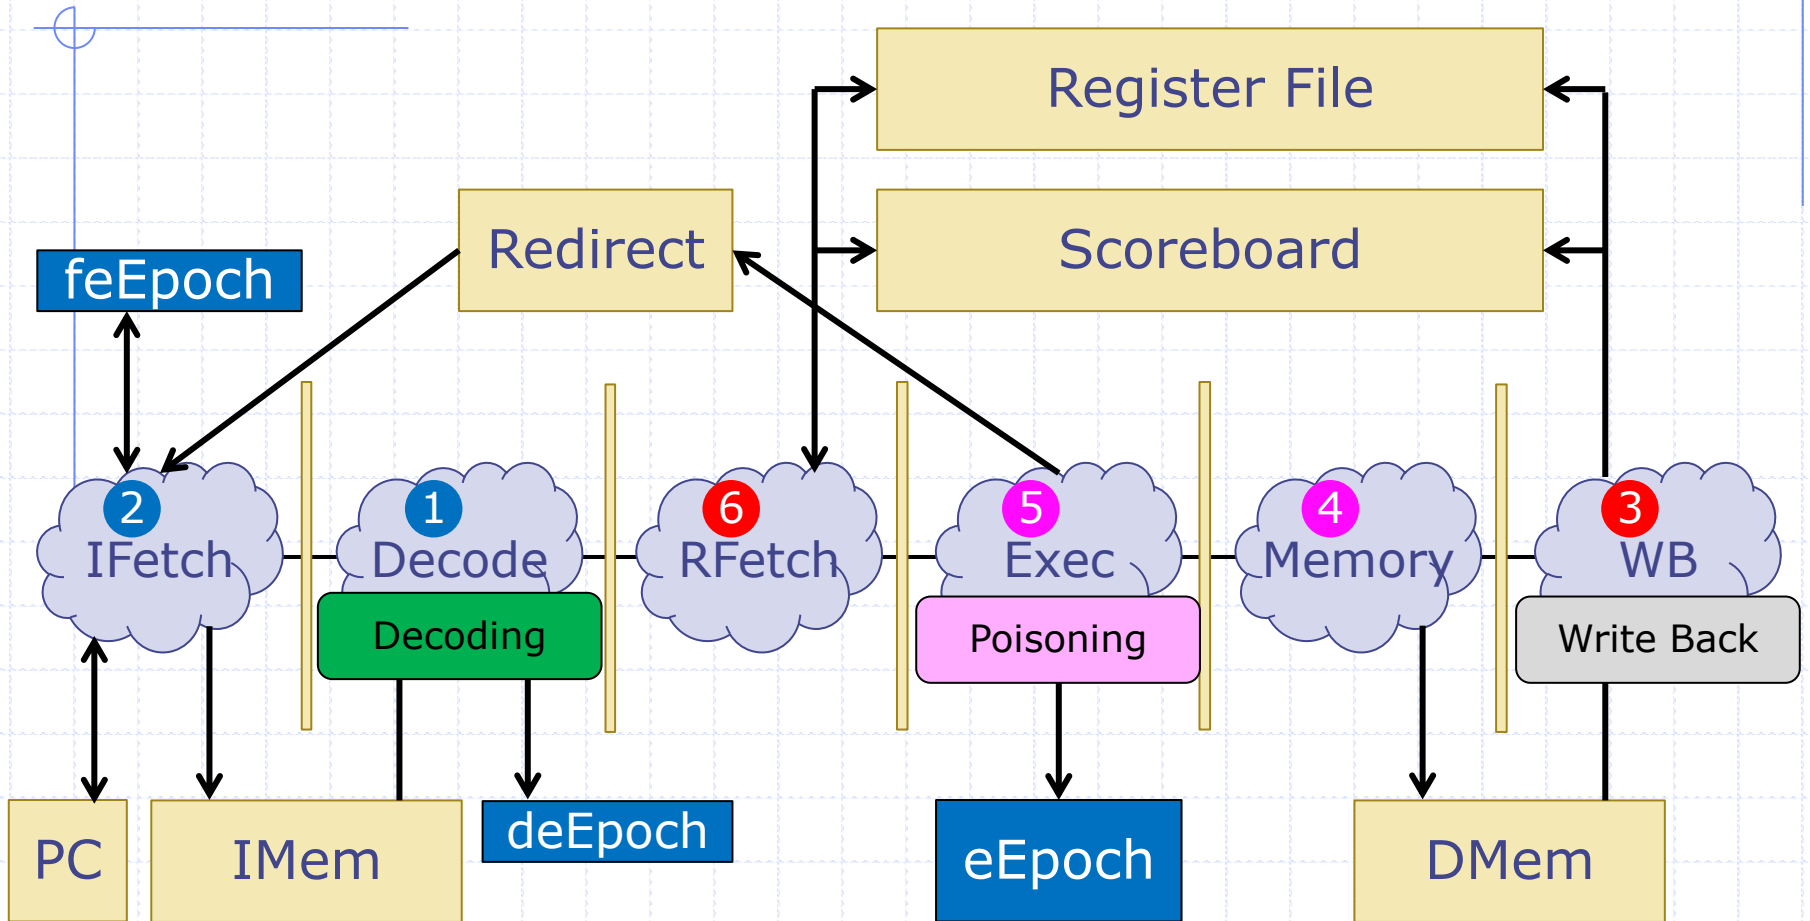 Register File
Redirect
Scoreboard
feEpoch
2
1
6
5
4
3
IFetch
Decode
RFetch
Exec
Memory
WB
Decoding
Poisoning
Write Back
PC
IMem
deEpoch
eEpoch
DMem